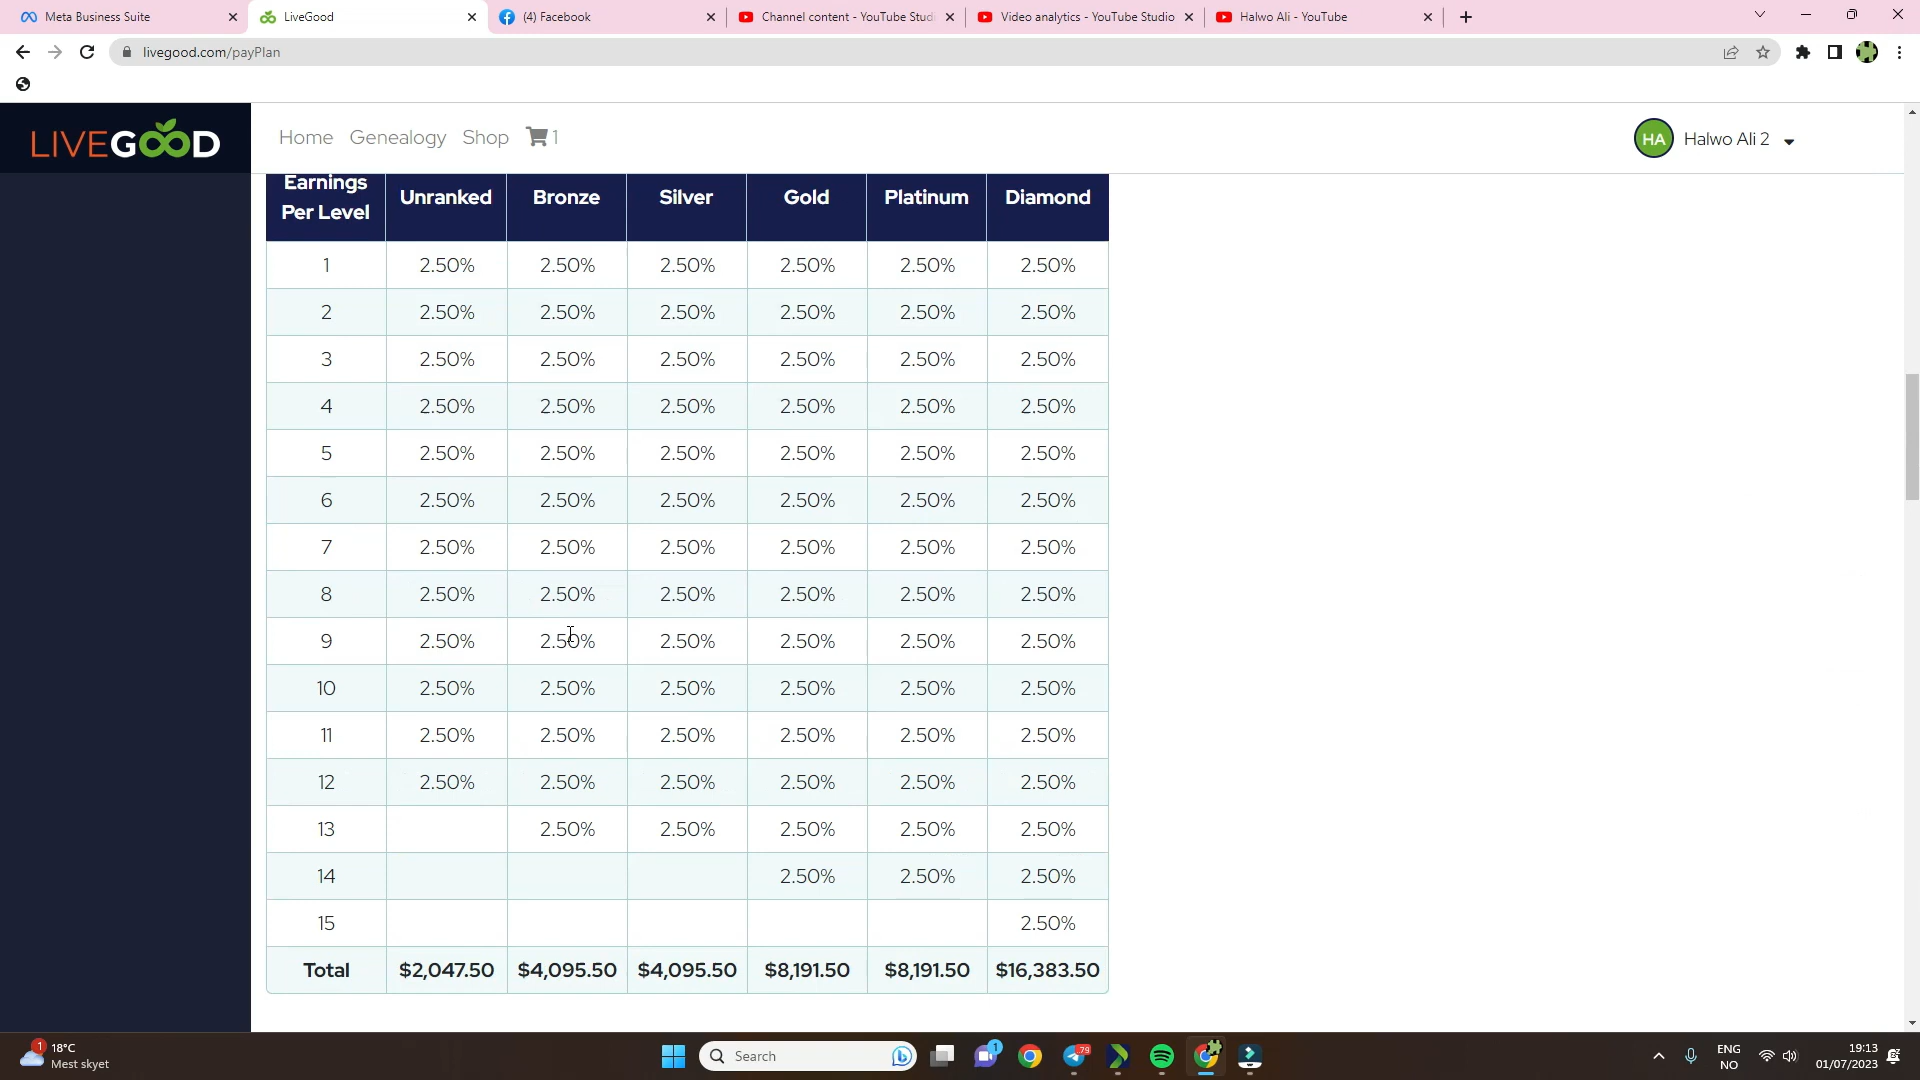 Meta Business Suite
LiveGood
(4) Facebook
Channel content - YouTube Stud
Video analytics - YouTube Studio
Halwo Ali - YouTube
livegood.com/payPlan
LIVEGOOD
Home Genealogy Shop 1
HA Halwo Ali 2
Earnings Per Level Unranked Bronze Silver Gold Platinum Diamond
1 2.50% 2.50% 2.50% 2.50% 2.50% 2.50%
2 2.50% 2.50% 2.50% 2.50% 2.50% 2.50%
3 2.50% 2.50% 2.50% 2.50% 2.50% 2.50%
4 2.50% 2.50% 2.50% 2.50% 2.50% 2.50%
5 2.50% 2.50% 2.50% 2.50% 2.50% 2.50%
6 2.50% 2.50% 2.50% 2.50% 2.50% 2.50%
7 2.50% 2.50% 2.50% 2.50% 2.50% 2.50%
8 2.50% 2.50% 2.50% 2.50% 2.50% 2.50%
9 2.50% 2.50% 2.50% 2.50% 2.50% 2.50%
10 2.50% 2.50% 2.50% 2.50% 2.50% 2.50%
11 2.50% 2.50% 2.50% 2.50% 2.50% 2.50%
12 2.50% 2.50% 2.50% 2.50% 2.50% 2.50%
13 2.50% 2.50% 2.50% 2.50% 2.50%
14 2.50% 2.50% 2.50%
15 2.50%
Total $2,047.50 $4,095.50 $4,095.50 $8,191.50 $8,191.50 $16,383.50
1 18°C
Mest skyet
Search
1
79
ENG
NO
19:13
01/07/2023